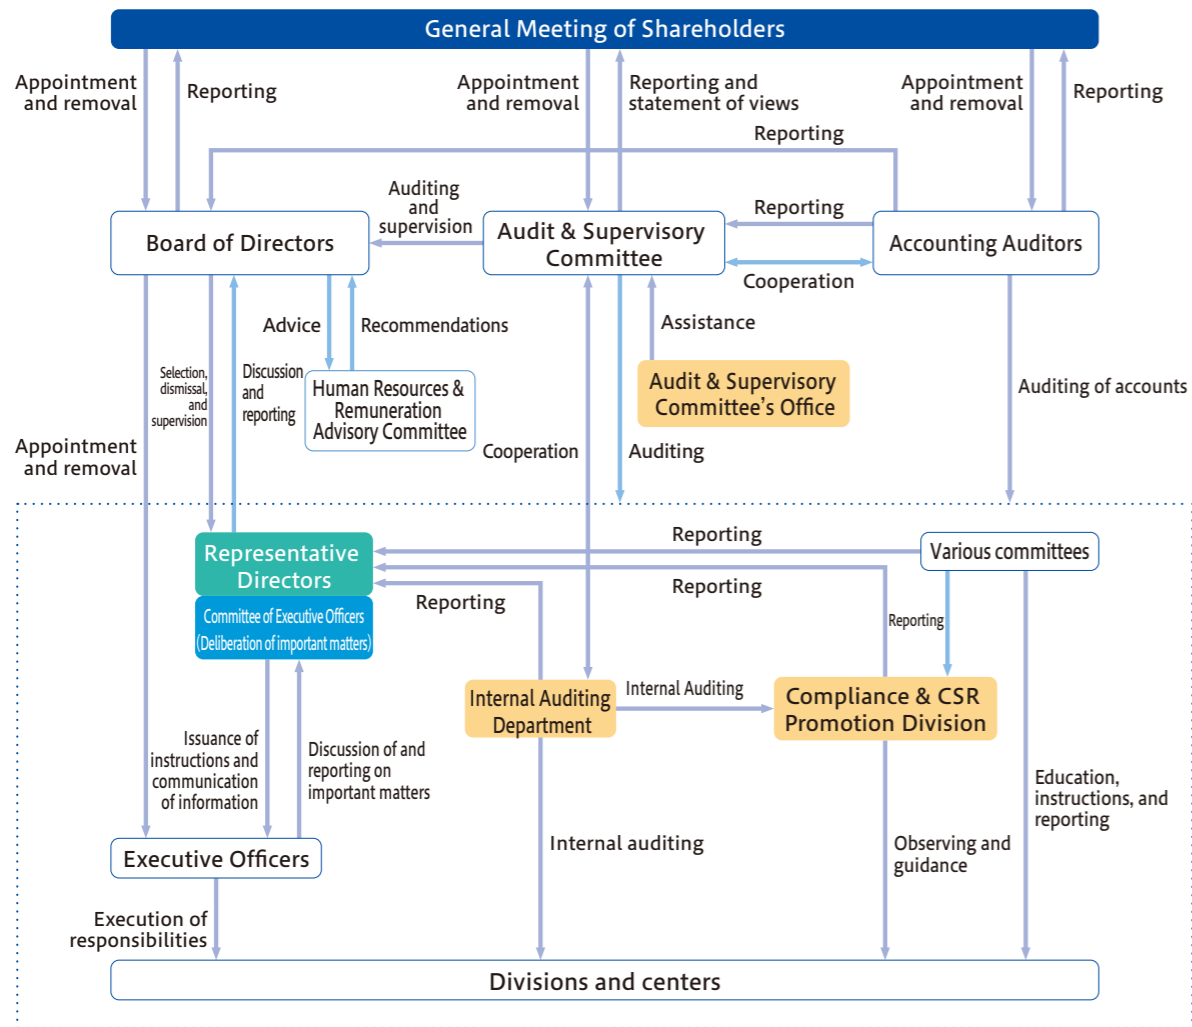 General Meeting of Shareholders
Appointment
and removal
Reporting
Appointment
and removal
Reporting and
statement of views
Appointment
and removal
Reporting
Reporting
Auditing
and
supervision
Reporting
Board of Directors
Audit & Supervisory
Committee
Accounting Auditors
Cooperation
Advice
Recommendations
Assistance
Selection,
dismissal,
and
supervision
Discussion
and
reporting
Human Resources &
Remuneration
Advisory Committee
Audit & Supervisory
Committee’s Office
Auditing of accounts
Appointment
and removal
Cooperation
Auditing
Representative
Directors
Reporting
Various committees
Reporting
Reporting
Committee of Executive Officers
(Deliberation of important matters)
Reporting
Internal Auditing
Department
Internal Auditing
Compliance & CSR
Promotion Division
Issuance of
instructions and
communication
of information
Discussion of and
reporting on
important matters
Education,
instructions, and
reporting
Executive Officers
Internal auditing
Observing and
guidance
Execution of
responsibilities
Divisions and centers